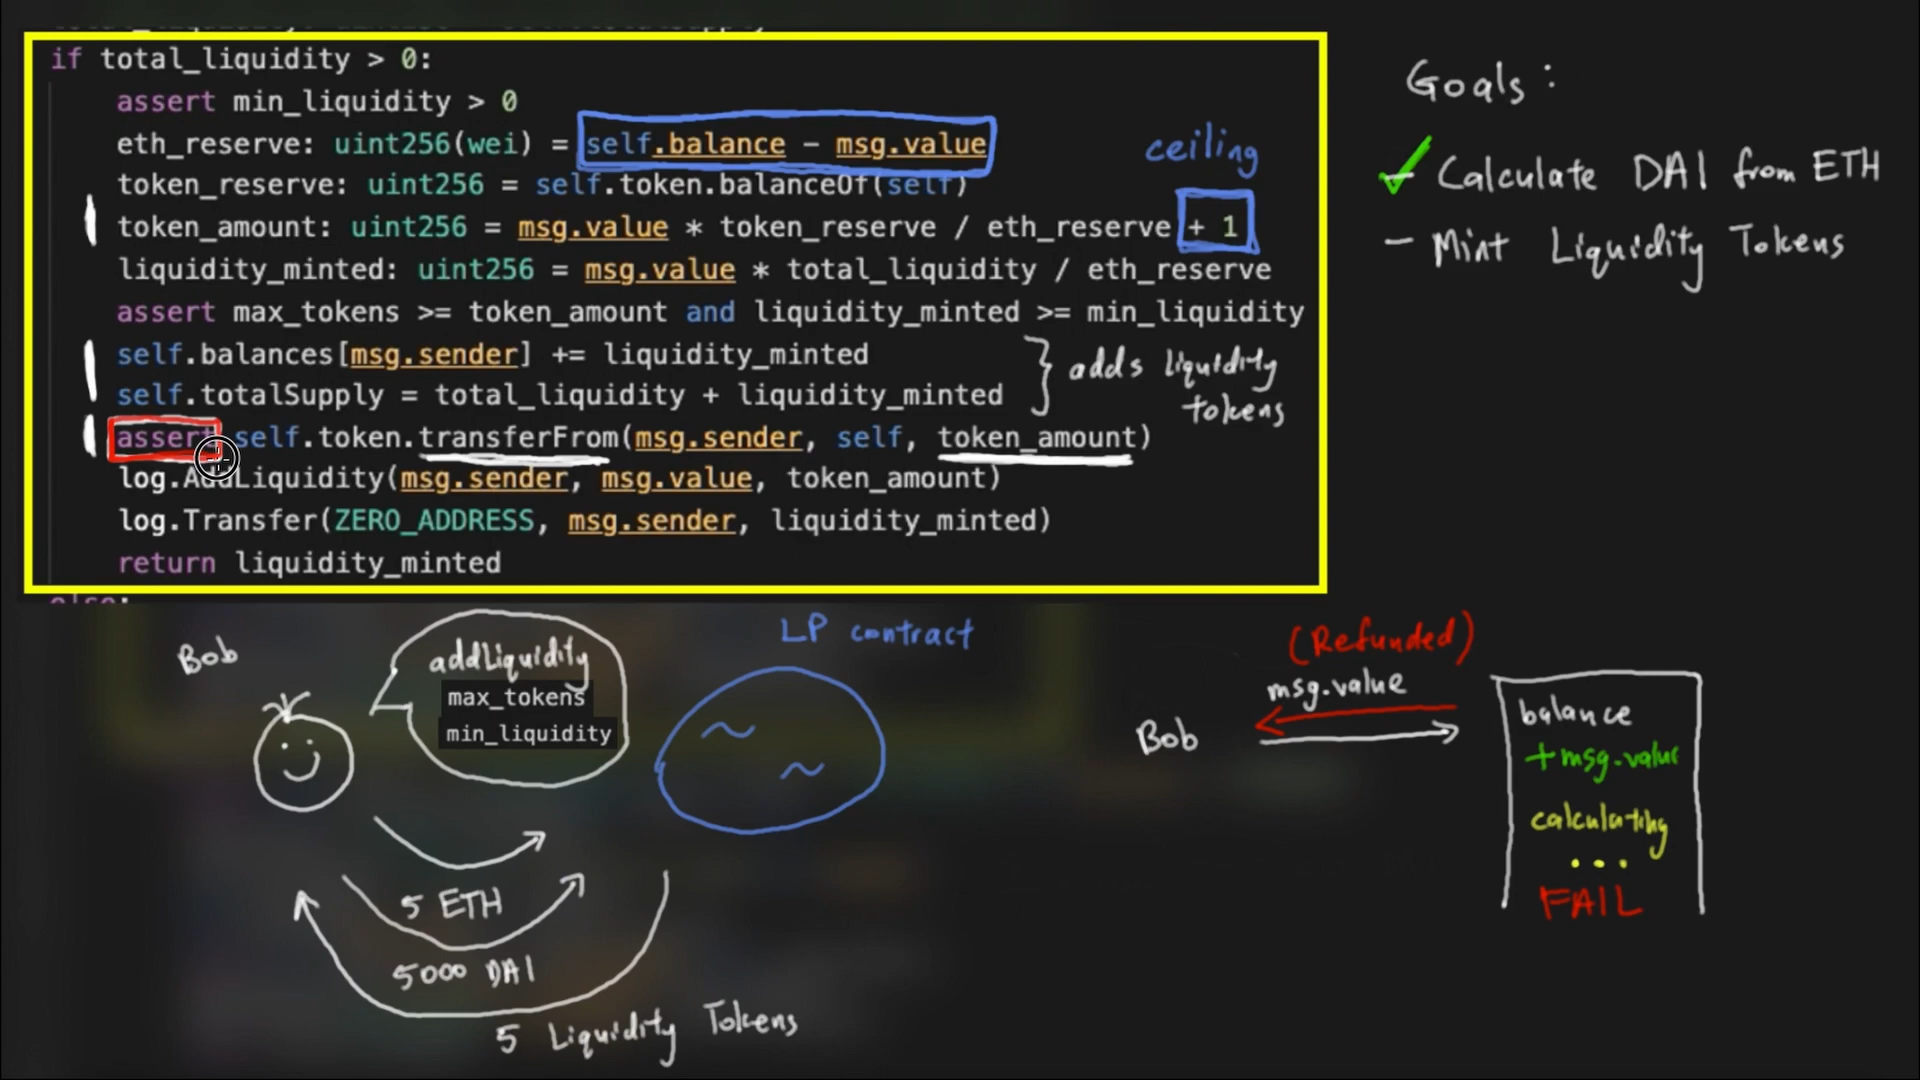 if total_liquidity > 0:
assert min_liquidity > 0
eth_reserve: uint256(wei) = self.balance - msg.value
token_reserve: uint256 = self.token.balanceOf(self)
token_amount: uint256 = msg.value * token_reserve / eth_reserve + 1
liquidity_minted: uint256 = msg.value * total_liquidity / eth_reserve
assert max_tokens >= token_amount and liquidity_minted >= min_liquidity
self.balances[msg.sender] += liquidity_minted
self.totalSupply = total_liquidity + liquidity_minted
assert self.token.transferFrom(msg.sender, self, token_amount)
log.AddLiquidity(msg.sender, msg.value, token_amount)
log.Transfer(ZERO_ADDRESS, msg.sender, liquidity_minted)
return liquidity_minted
else:
ceiling
adds liquidity
tokens
Goals:
- Calculate DAI from ETH
- Mint Liquidity Tokens
Bob
addLiquidity
max_tokens
min_liquidity
LP contract
5 ETH
5000 DAI
5 Liquidity Tokens
(Refunded)
msg.value
Bob
balance
+msg.value
calculating
...
FAIL